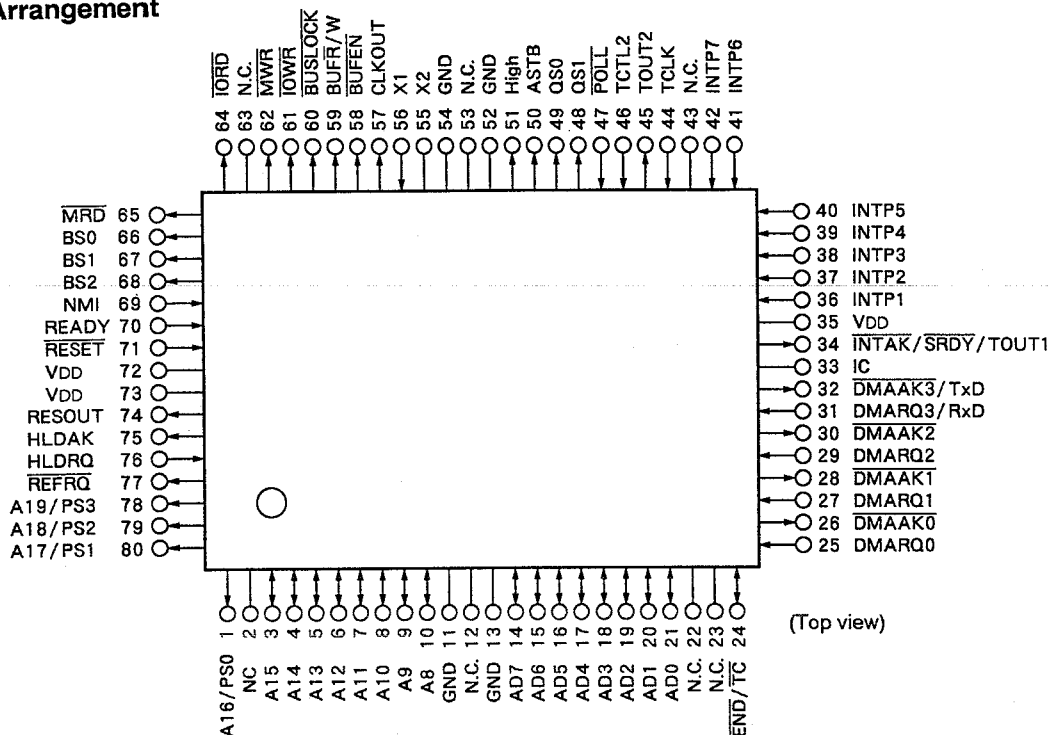 Arrangement
64 IORD
63 N.C.
62 MWR
61 IOWR
60 BUSLOCK
59 BUFR/W
58 BUFEN
57 CLKOUT
56 X1
55 X2
54 GND
53 N.C.
52 GND
51 High
50 ASTB
49 QS0
48 QS1
47 POLL
46 TCTL2
45 TOUT2
44 TCLK
43 N.C.
42 INTP7
41 INTP6
MRD 65
BS0 66
BS1 67
BS2 68
NMI 69
READY 70
RESET 71
VDD 72
VDD 73
RESOUT 74
HLDAK 75
HLDRQ 76
REFRQ 77
A19/PS3 78
A18/PS2 79
A17/PS1 80
40 INTP5
39 INTP4
38 INTP3
37 INTP2
36 INTP1
35 VDD
34 INTAK/SRDY/TOUT1
33 IC
32 DMAAK3/TxD
31 DMARQ3/RxD
30 DMAAK2
29 DMARQ2
28 DMAAK1
27 DMARQ1
26 DMAAK0
25 DMARQ0
A16/PS0 1
NC 2
A15 3
A14 4
A13 5
A12 6
A11 7
A10 8
A9 9
A8 10
GND 11
N.C. 12
GND 13
AD7 14
AD6 15
AD5 16
AD4 17
AD3 18
AD2 19
AD1 20
AD0 21
N.C. 22
N.C. 23
END/TC 24
(Top view)